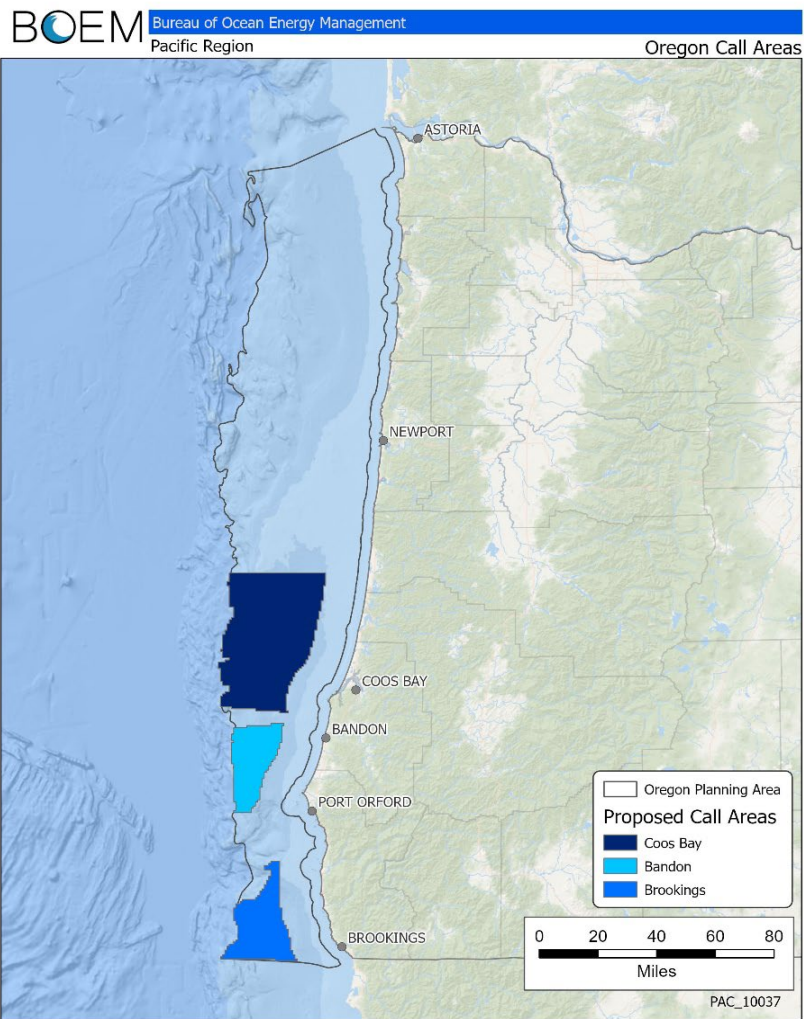 BOEM
Bureau of Ocean Energy Management
Pacific Region
Oregon Call Areas
ASTORIA
NEWPORT
COOS BAY
BANDON
PORT ORFORD
BROOKINGS
Oregon Planning Area
Proposed Call Areas
Coos Bay
Bandon
Brookings
0 20 40 60 80
Miles
PAC_10037